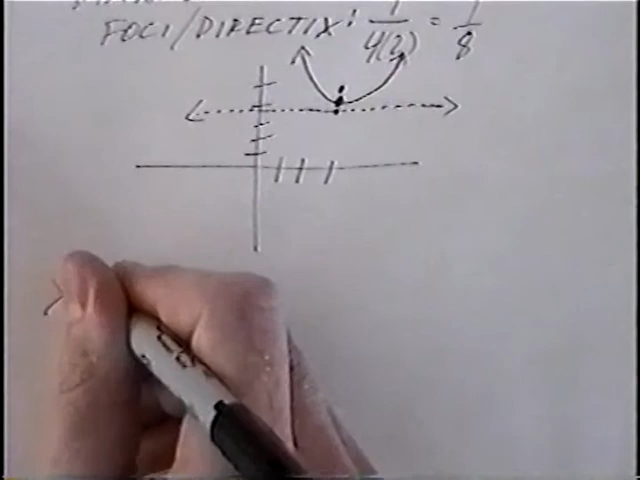 FOCI/DIRECTIX: 1/4(2) = 1/8